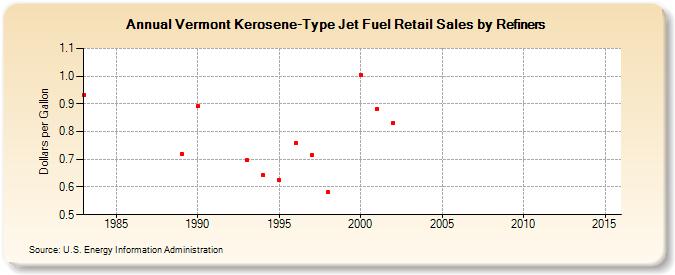 Annual Vermont Kerosene-Type Jet Fuel Retail Sales by Refiners
Dollars per Gallon
1.1
1.0
0.9
0.8
0.7
0.6
0.5
1985 1990 1995 2000 2005 2010 2015
Source: U.S. Energy Information Administration